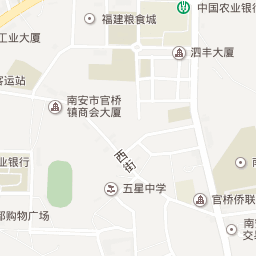 中国农业银行
福建粮食城
工业大厦
泗丰大厦
客运站
南安市官桥
镇商会大厦
西街
业银行
五星中学
官桥侨联
部购物广场
南安
交易